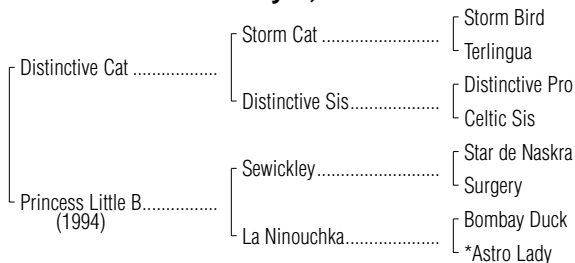 Storm Bird
Storm Cat ........................
Terlingua
Distinctive Cat ..................
Distinctive Pro
Distinctive Sis..................
Celtic Sis
Star de Naskra
Sewickley.........................
Surgery
Princess Little B...............
(1994)
Bombay Duck
La Ninouchka...................
*Astro Lady